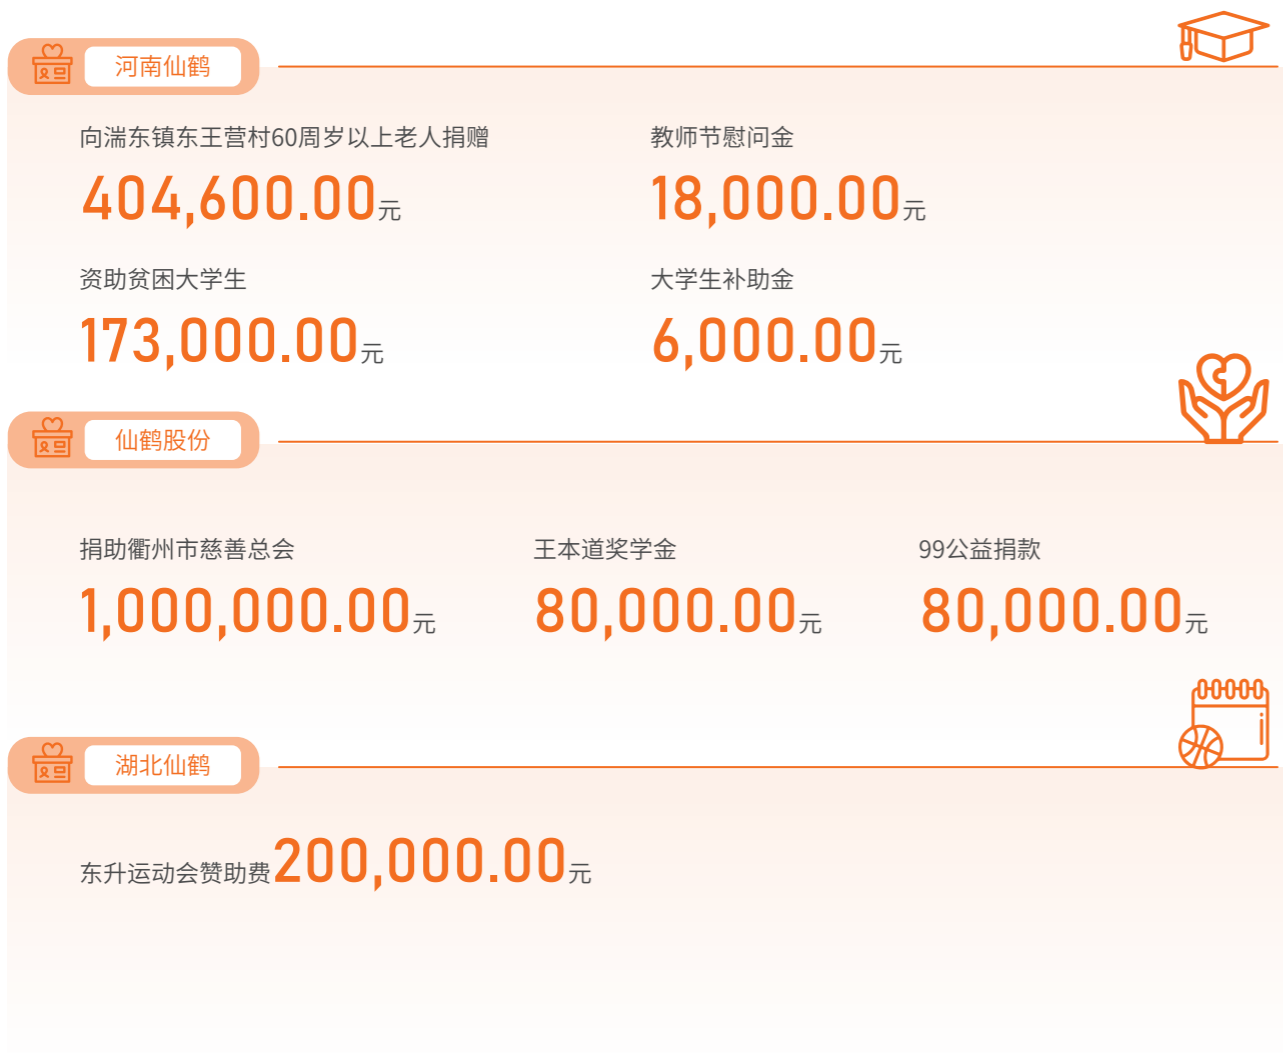 河南仙鹤
向湍东镇东王营村60周岁以上老人捐赠
404,600.00元
教师节慰问金
18,000.00元
资助贫困大学生
173,000.00元
大学生补助金
6,000.00元
仙鹤股份
捐助衢州市慈善总会
1,000,000.00元
王本道奖学金
80,000.00元
99公益捐款
80,000.00元
湖北仙鹤
东升运动会赞助费200,000.00元